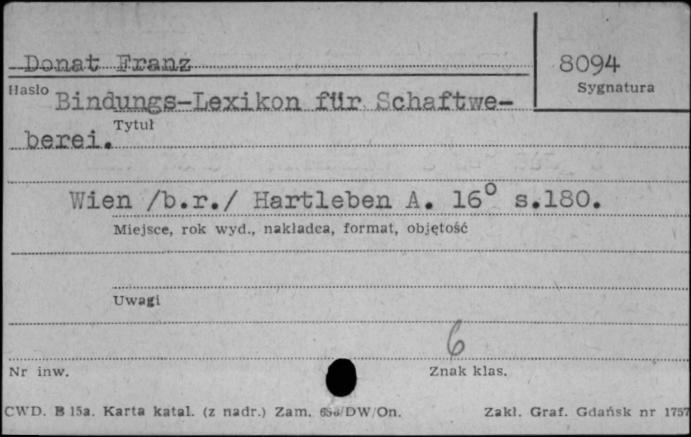 Donat Franz
8094
Hasło
Sygnatura
Bindungs-Lexikon für Schaftwe-
Tytuł
berei.
Wien /b.r./ Hartleben A. 16° s.180.
Miejsce, rok wyd., nakładca, format, objętość
Uwagi
6
Nr inw.
Znak klas.
CWD. B 15a. Karta katal. (z nadr.) Zam. /DW/On.
Zakł. Graf. Gdańsk nr 1757